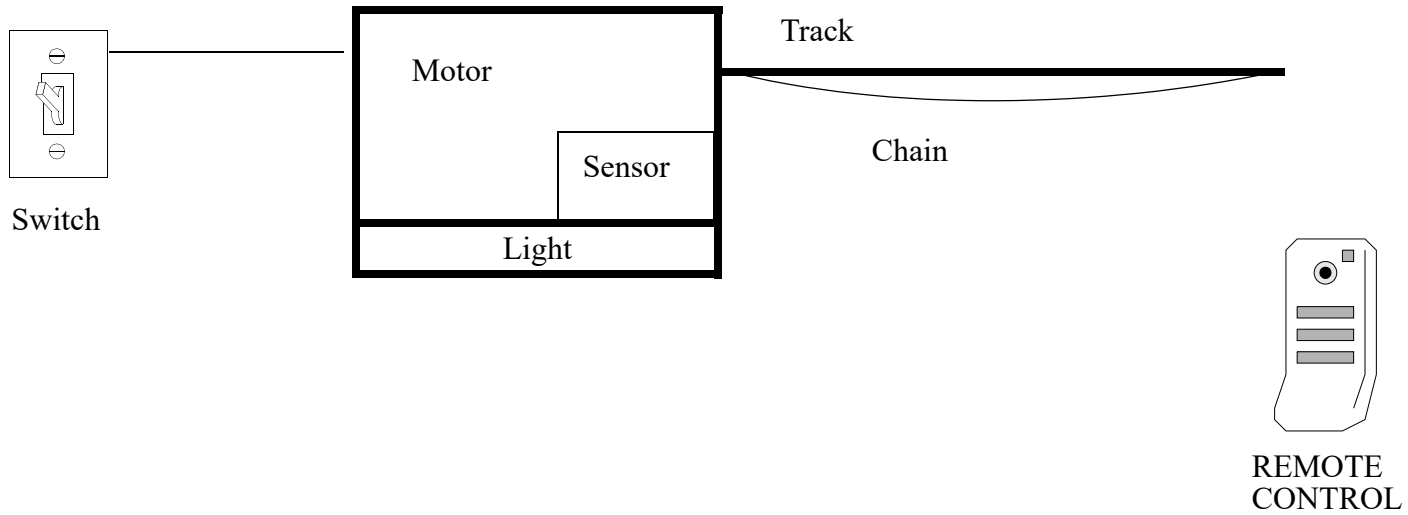 Track
Motor
Chain
Sensor
Switch
Light
REMOTE
CONTROL